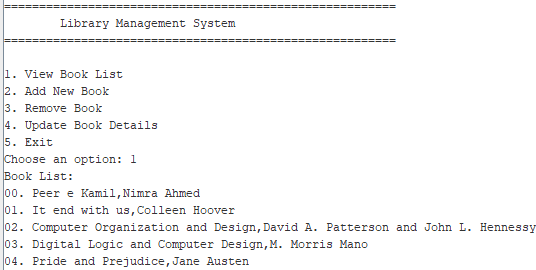 ========================================================
Library Management System
========================================================
1. View Book List
2. Add New Book
3. Remove Book
4. Update Book Details
5. Exit
Choose an option: 1
Book List:
00. Peer e Kamil,Nimra Ahmed
01. It end with us,Colleen Hoover
02. Computer Organization and Design,David A. Patterson and John L. Hennessy
03. Digital Logic and Computer Design,M. Morris Mano
04. Pride and Prejudice,Jane Austen